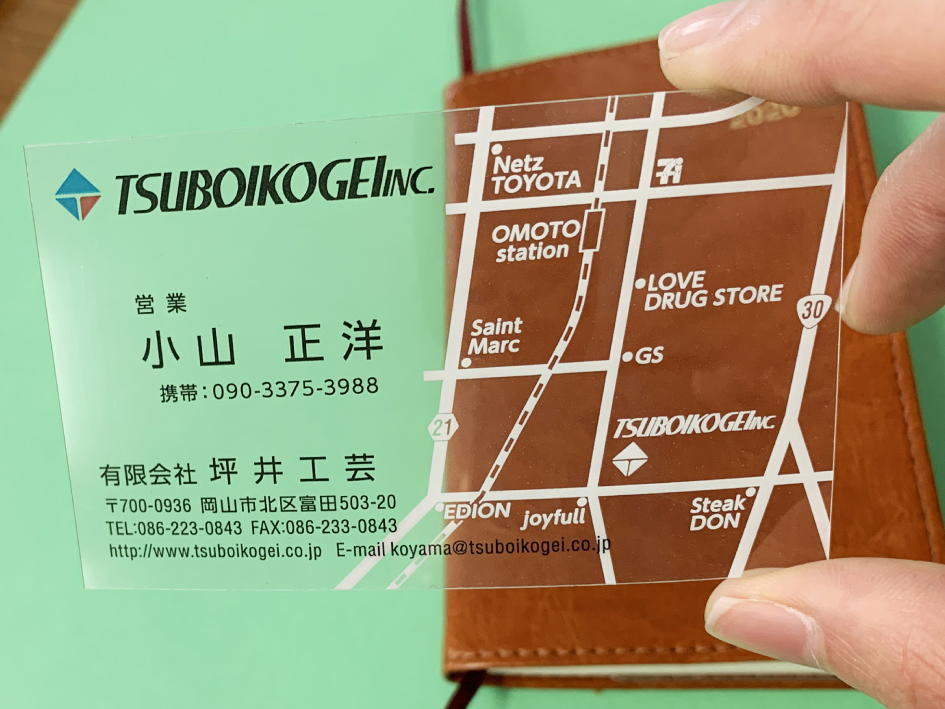 TSUBOIKOGEI INC.
営業
小山 正洋
携帯:090-3375-3988
有限会社 坪井工芸
〒700-0936 岡山市北区富田503-20
TEL:086-223-0843 FAX:086-233-0843
http://www.tsuboikogei.co.jp E-mail koyama@tsuboikogei.co.jp
2020
Netz
TOYOTA
7i
OMOTO
station
LOVE
DRUG STORE
30
Saint
Marc
GS
21
TSUBOIKOGEI INC.
EDION
joyfull
Steak
DON